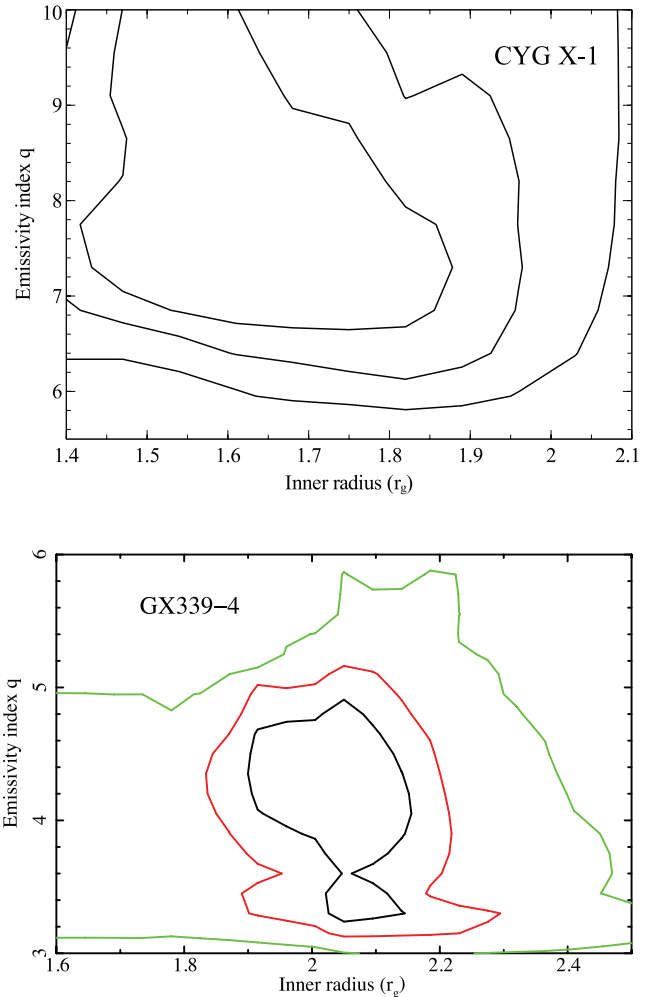 10
CYG X-1
9
8
7
6
Emissivity index q
1.4 1.5 1.6 1.7 1.8 1.9 2 2.1
Inner radius (rg)
6
GX339−4
5
4
3
Emissivity index q
1.6 1.8 2 2.2 2.4
Inner radius (rg)